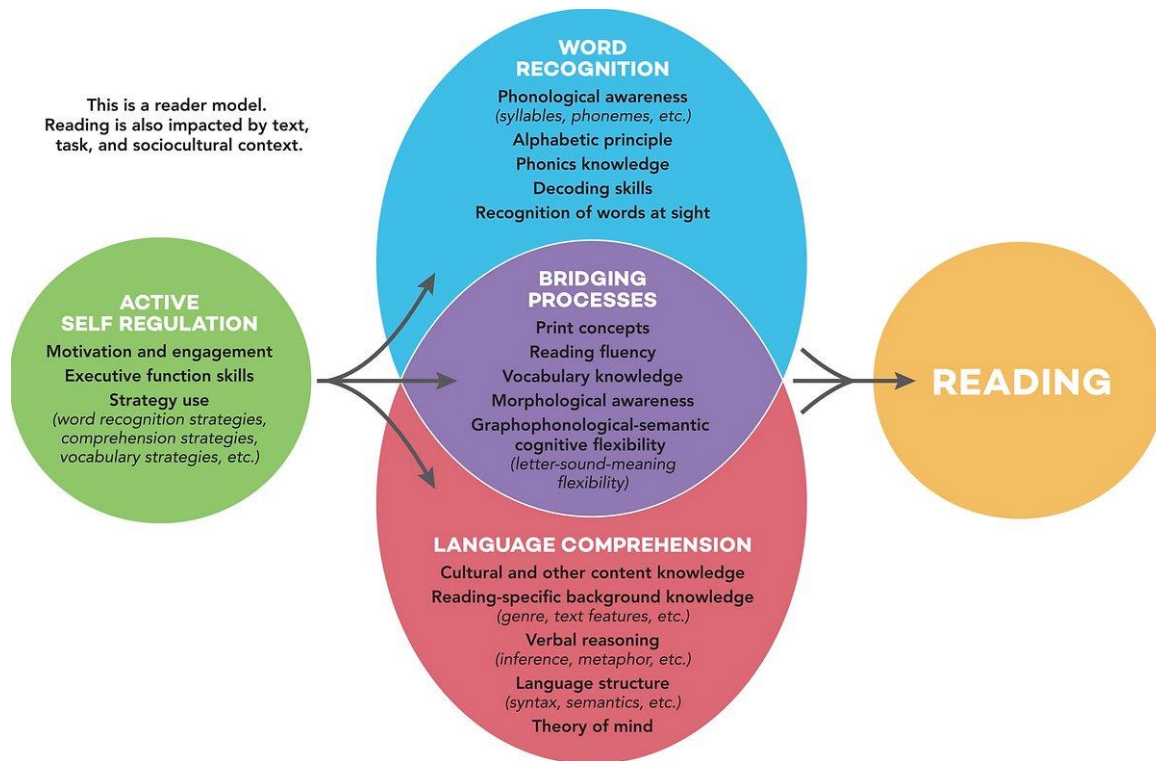 This is a reader model.
Reading is also impacted by text,
task, and sociocultural context.
ACTIVE
SELF REGULATION
Motivation and engagement
Executive function skills
Strategy use
(word recognition strategies,
comprehension strategies,
vocabulary strategies, etc.)
WORD
RECOGNITION
Phonological awareness
(syllables, phonemes, etc.)
Alphabetic principle
Phonics knowledge
Decoding skills
Recognition of words at sight
BRIDGING
PROCESSES
Print concepts
Reading fluency
Vocabulary knowledge
Morphological awareness
Graphophonological-semantic
cognitive flexibility
(letter-sound-meaning
flexibility)
LANGUAGE COMPREHENSION
Cultural and other content knowledge
Reading-specific background knowledge
(genre, text features, etc.)
Verbal reasoning
(inference, metaphor, etc.)
Language structure
(syntax, semantics, etc.)
Theory of mind
READING